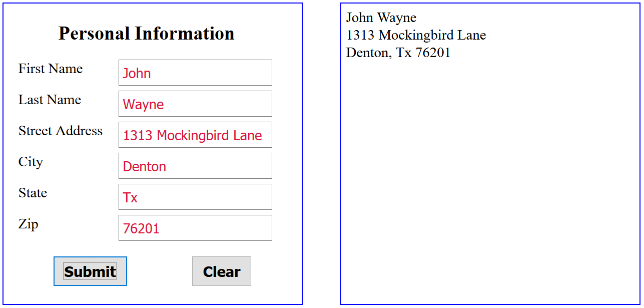 Personal Information
First Name John
Last Name Wayne
Street Address 1313 Mockingbird Lane
City Denton
State Tx
Zip 76201
Submit Clear
John Wayne
1313 Mockingbird Lane
Denton, Tx 76201